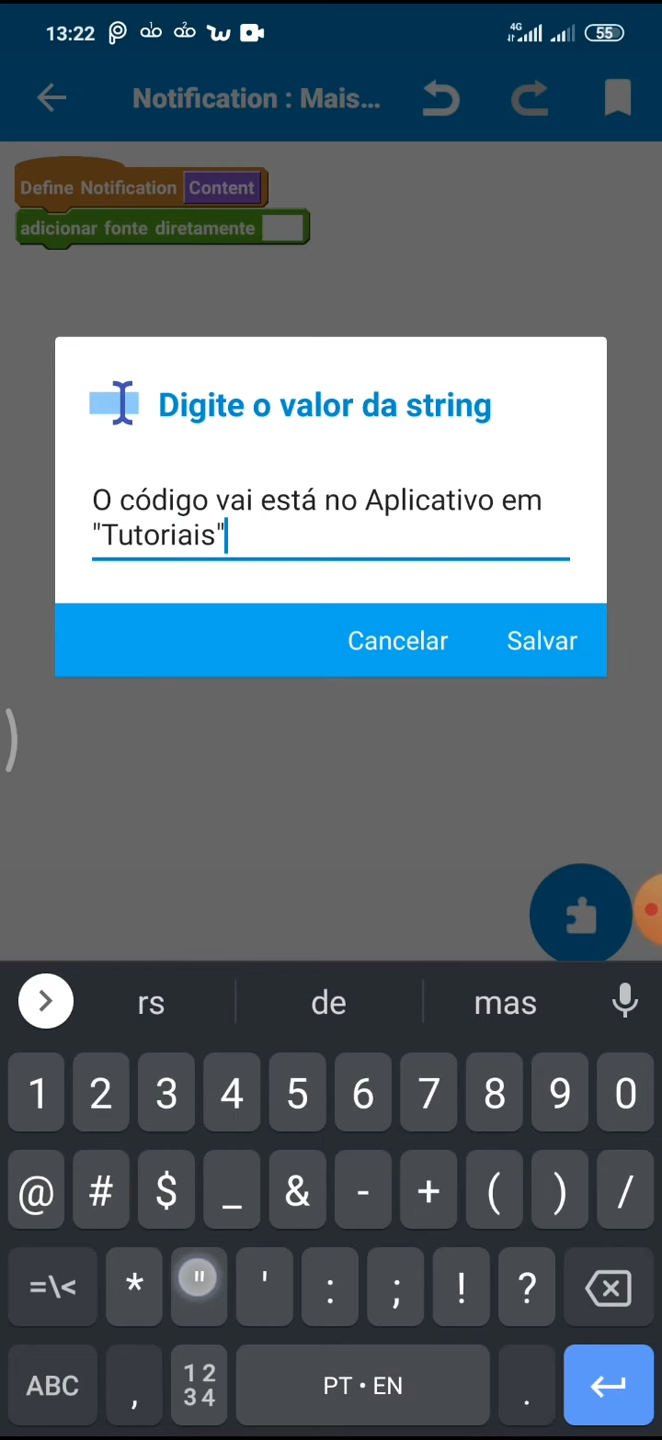 13:22
4G
55
Notification : Mais...
Define Notification Content
adicionar fonte diretamente
Digite o valor da string
O código vai está no Aplicativo em
"Tutoriais"
Cancelar Salvar
rs de mas
1 2 3 4 5 6 7 8 9 0
@ # $ _ & - + ( ) /
=\< * " ' : ; ! ?
ABC , 1 2 3 4 PT • EN .